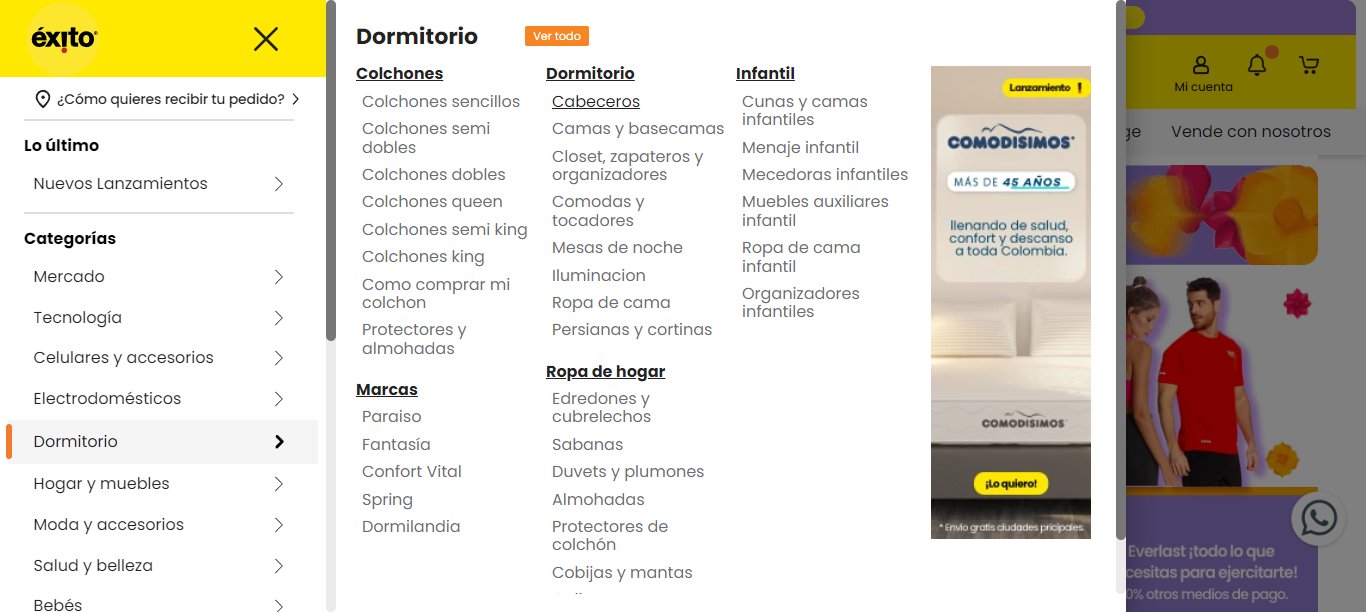 éxito
¿Cómo quieres recibir tu pedido?
Lo último
Nuevos Lanzamientos
Categorías
Mercado
Tecnología
Celulares y accesorios
Electrodomésticos
Dormitorio
Hogar y muebles
Moda y accesorios
Salud y belleza
Bebés
Dormitorio
Ver todo
Colchones
Colchones sencillos
Colchones semi
dobles
Colchones dobles
Colchones queen
Colchones semi king
Colchones king
Como comprar mi
colchon
Protectores y
almohadas
Marcas
Paraiso
Fantasía
Confort Vital
Spring
Dormilandia
Dormitorio
Cabeceros
Camas y basecamas
Closet, zapateros y
organizadores
Comodas y
tocadores
Mesas de noche
Iluminacion
Ropa de cama
Persianas y cortinas
Ropa de hogar
Edredones y
cubrelechos
Sabanas
Duvets y plumones
Almohadas
Protectores de
colchón
Cobijas y mantas
Infantil
Cunas y camas
infantiles
Menaje infantil
Mecedoras infantiles
Muebles auxiliares
infantil
Ropa de cama
infantil
Organizadores
infantiles
Lanzamiento !
COMODISIMOS
MÁS DE 45 AÑOS
llenando de salud,
confort y descanso
a toda Colombia.
COMODISIMOS
¡Lo quiero!
* Envio gratis ciudades pricipales.
Mi cuenta
ge
Vende con nosotros
Everlast ¡todo lo que
cesitas para ejercitarte!
0% otros medios de pago.